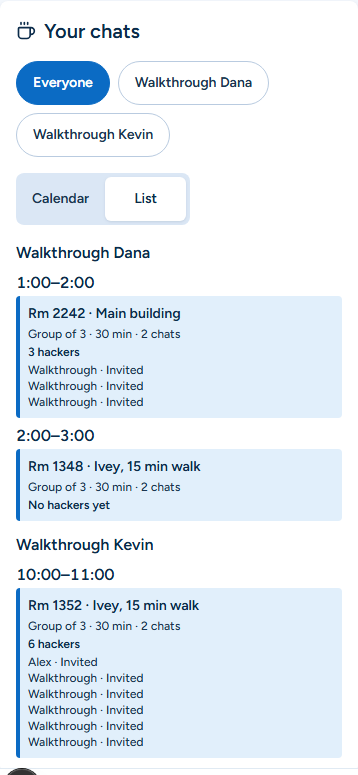 Your chats
Everyone
Walkthrough Dana
Walkthrough Kevin
Calendar
List
Walkthrough Dana
1:00–2:00
Rm 2242 · Main building
Group of 3 · 30 min · 2 chats
3 hackers
Walkthrough · Invited
Walkthrough · Invited
Walkthrough · Invited
2:00–3:00
Rm 1348 · Ivey, 15 min walk
Group of 3 · 30 min · 2 chats
No hackers yet
Walkthrough Kevin
10:00–11:00
Rm 1352 · Ivey, 15 min walk
Group of 3 · 30 min · 2 chats
6 hackers
Alex · Invited
Walkthrough · Invited
Walkthrough · Invited
Walkthrough · Invited
Walkthrough · Invited
Walkthrough · Invited